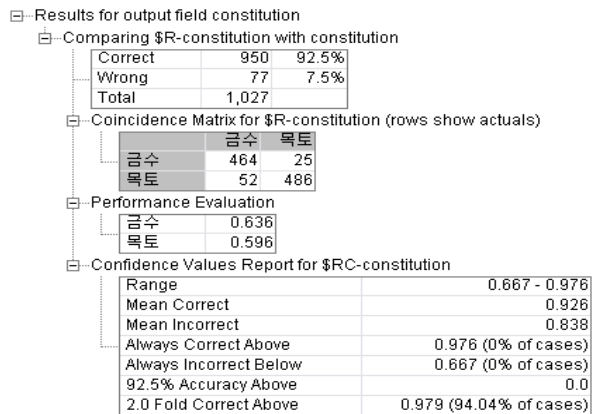 Results for output field constitution
Comparing $R-constitution with constitution
Correct 950 92.5%
Wrong 77 7.5%
Total 1,027
Coincidence Matrix for $R-constitution (rows show actuals)
금수 목토
금수 464 25
목토 52 486
Performance Evaluation
금수 0.636
목토 0.596
Confidence Values Report for $RC-constitution
Range 0.667 - 0.976
Mean Correct 0.926
Mean Incorrect 0.838
Always Correct Above 0.976 (0% of cases)
Always Incorrect Below 0.667 (0% of cases)
92.5% Accuracy Above 0.0
2.0 Fold Correct Above 0.979 (94.04% of cases)